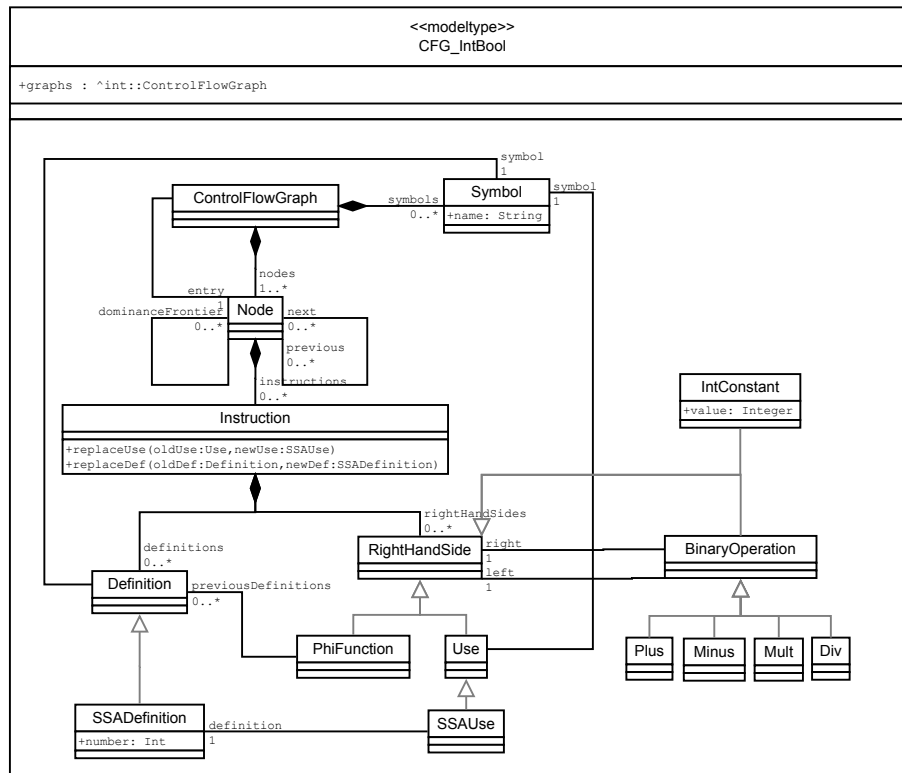 <<modeltype>>
CFG_IntBool
+graphs : ^int::ControlFlowGraph
symbol
1
ControlFlowGraph
symbols
0..*
Symbol
+name: String
symbol
1
nodes
1..*
entry
1
dominanceFrontier
0..*
Node
next
0..*
previous
0..*
instructions
0..*
IntConstant
+value: Integer
Instruction
+replaceUse(oldUse:Use,newUse:SSAUse)
+replaceDef(oldDef:Definition,newDef:SSADefinition)
rightHandSides
0..*
definitions
0..*
RightHandSide
right
1
left
1
BinaryOperation
Definition
previousDefinitions
0..*
PhiFunction
Use
Plus
Minus
Mult
Div
SSADefinition
+number: Int
definition
1
SSAUse